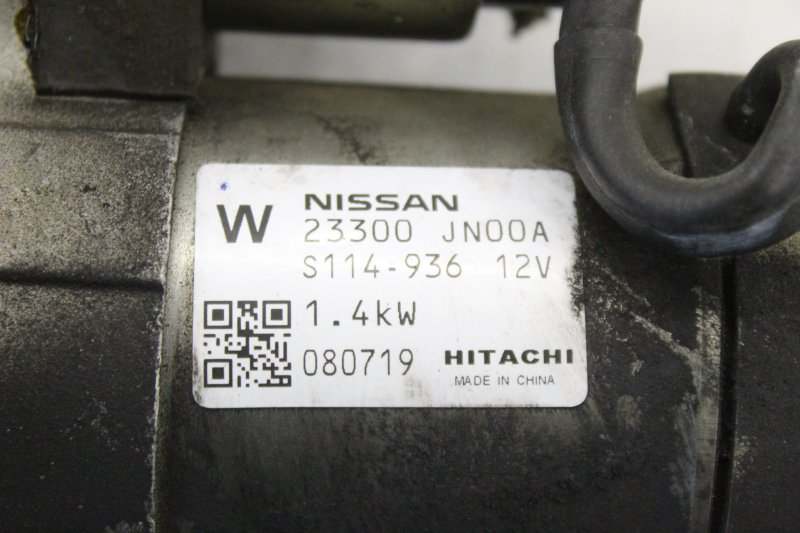 W
NISSAN
23300 JN00A
S114-936 12V
1.4kW
080719 HITACHI
MADE IN CHINA